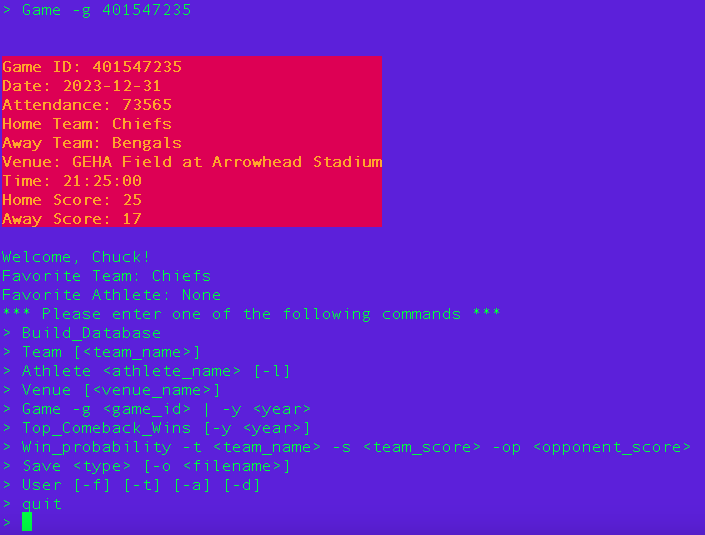 > Game -g 401547235
Game ID: 401547235
Date: 2023-12-31
Attendance: 73565
Home Team: Chiefs
Away Team: Bengals
Venue: GEHA Field at Arrowhead Stadium
Time: 21:25:00
Home Score: 25
Away Score: 17
Welcome, Chuck!
Favorite Team: Chiefs
Favorite Athlete: None
*** Please enter one of the following commands ***
> Build_Database
> Team [<team_name>]
> Athlete <athlete_name> [-l]
> Venue [<venue_name>]
> Game -g <game_id> | -y <year>
> Top_Comeback_Wins [-y <year>]
> Win_probability -t <team_name> -s <team_score> -op <opponent_score>
> Save <type> [-o <filename>]
> User [-f] [-t] [-a] [-d]
> quit
>